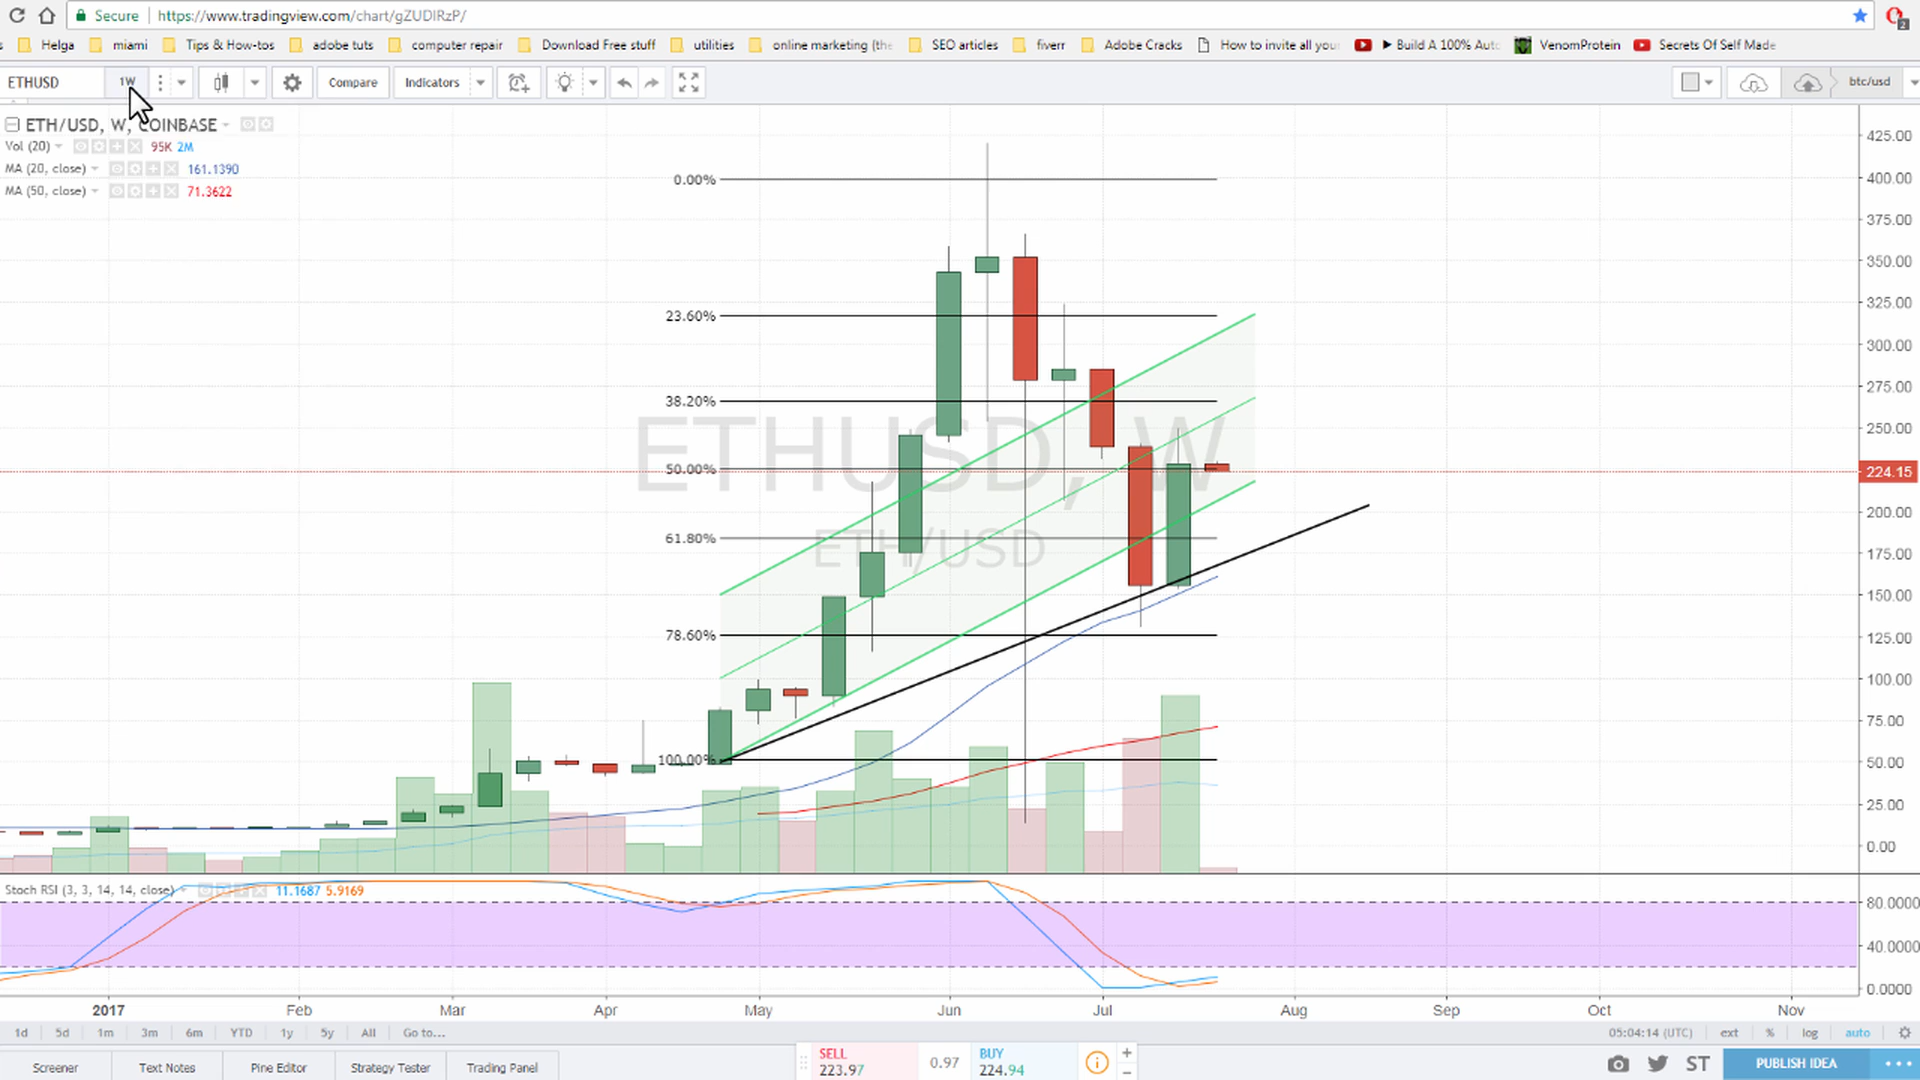 Secure https://www.tradingview.com/chart/gZUDIRzP/
Helga miami Tips & How-tos adobe tuts computer repair Download Free stuff utilities online marketing (the SEO articles fiverr Adobe Cracks How to invite all your ▶ Build A 100% Auto VenomProtein Secrets Of Self Made
ETHUSD 1W Compare Indicators btc/usd
ETH/USD, W, COINBASE
Vol (20) 95K 2M
MA (20, close) 161.1390
MA (50, close) 71.3622
0.00%
23.60%
38.20%
50.00%
61.80%
78.60%
100.00%
ETHUSD, W
ETH/USD
425.00
400.00
375.00
350.00
325.00
300.00
275.00
250.00
224.15
200.00
175.00
150.00
125.00
100.00
75.00
50.00
25.00
0.00
Stoch RSI (3, 3, 14, 14, close) 11.1687 5.9169
80.0000
40.0000
0.0000
2017 Feb Mar Apr May Jun Jul Aug Sep Oct Nov
1d 5d 1m 3m 6m YTD 1y 5y All Go to... 05:04:14 (UTC) ext % log auto
Screener Text Notes Pine Editor Strategy Tester Trading Panel
SELL
223.97
0.97
BUY
224.94
ST PUBLISH IDEA